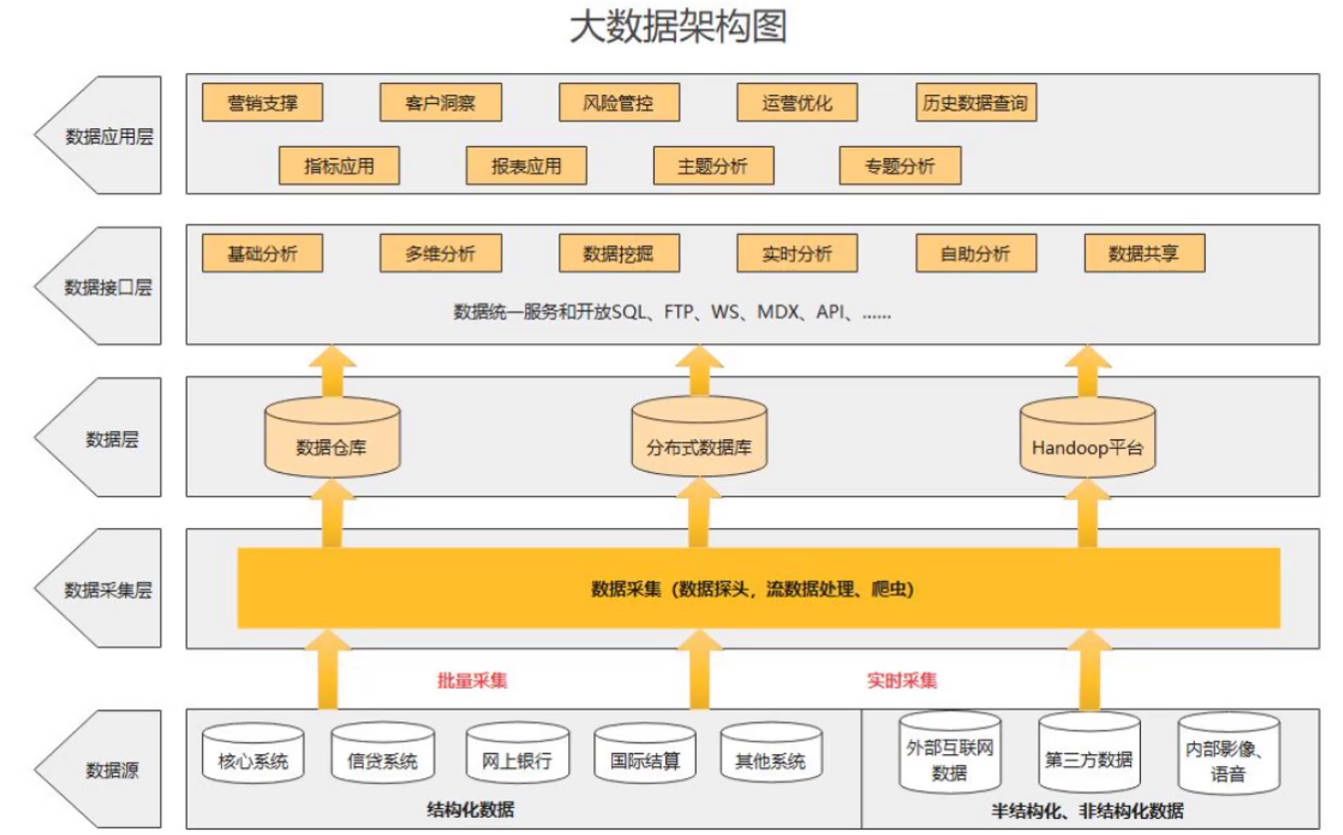 大数据架构图
数据应用层
营销支撑
客户洞察
风险管控
运营优化
历史数据查询
指标应用
报表应用
主题分析
专题分析
数据接口层
基础分析
多维分析
数据挖掘
实时分析
自助分析
数据共享
数据统一服务和开放SQL、FTP、WS、MDX、API、......
数据层
数据仓库
分布式数据库
Handoop平台
数据采集层
数据采集（数据探头，流数据处理、爬虫）
批量采集
实时采集
数据源
核心系统
信贷系统
网上银行
国际结算
其他系统
外部互联网
数据
第三方数据
内部影像、
语音
结构化数据
半结构化、非结构化数据